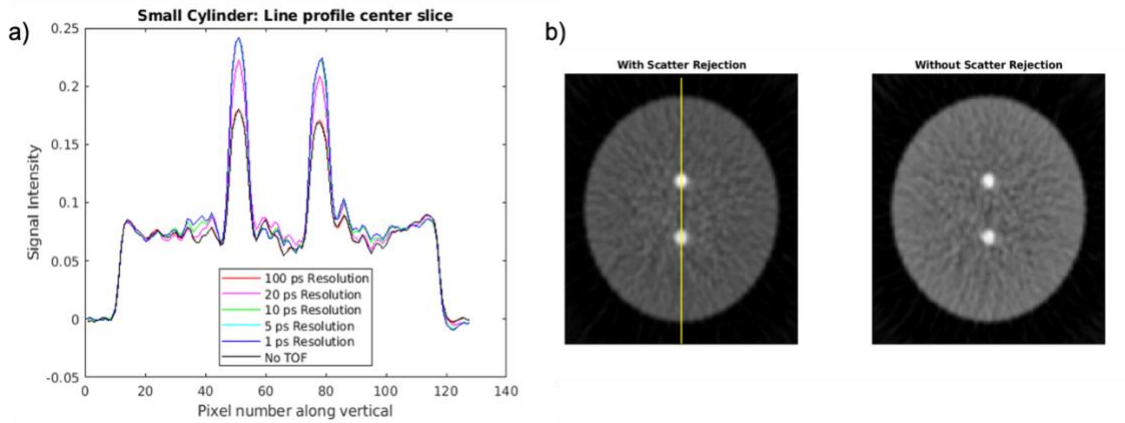 a)
Small Cylinder: Line profile center slice
0.25
0.2
0.15
0.1
0.05
0
-0.05
Signal Intensity
100 ps Resolution
20 ps Resolution
10 ps Resolution
5 ps Resolution
1 ps Resolution
No TOF
0 20 40 60 80 100 120 140
Pixel number along vertical
b)
With Scatter Rejection
Without Scatter Rejection